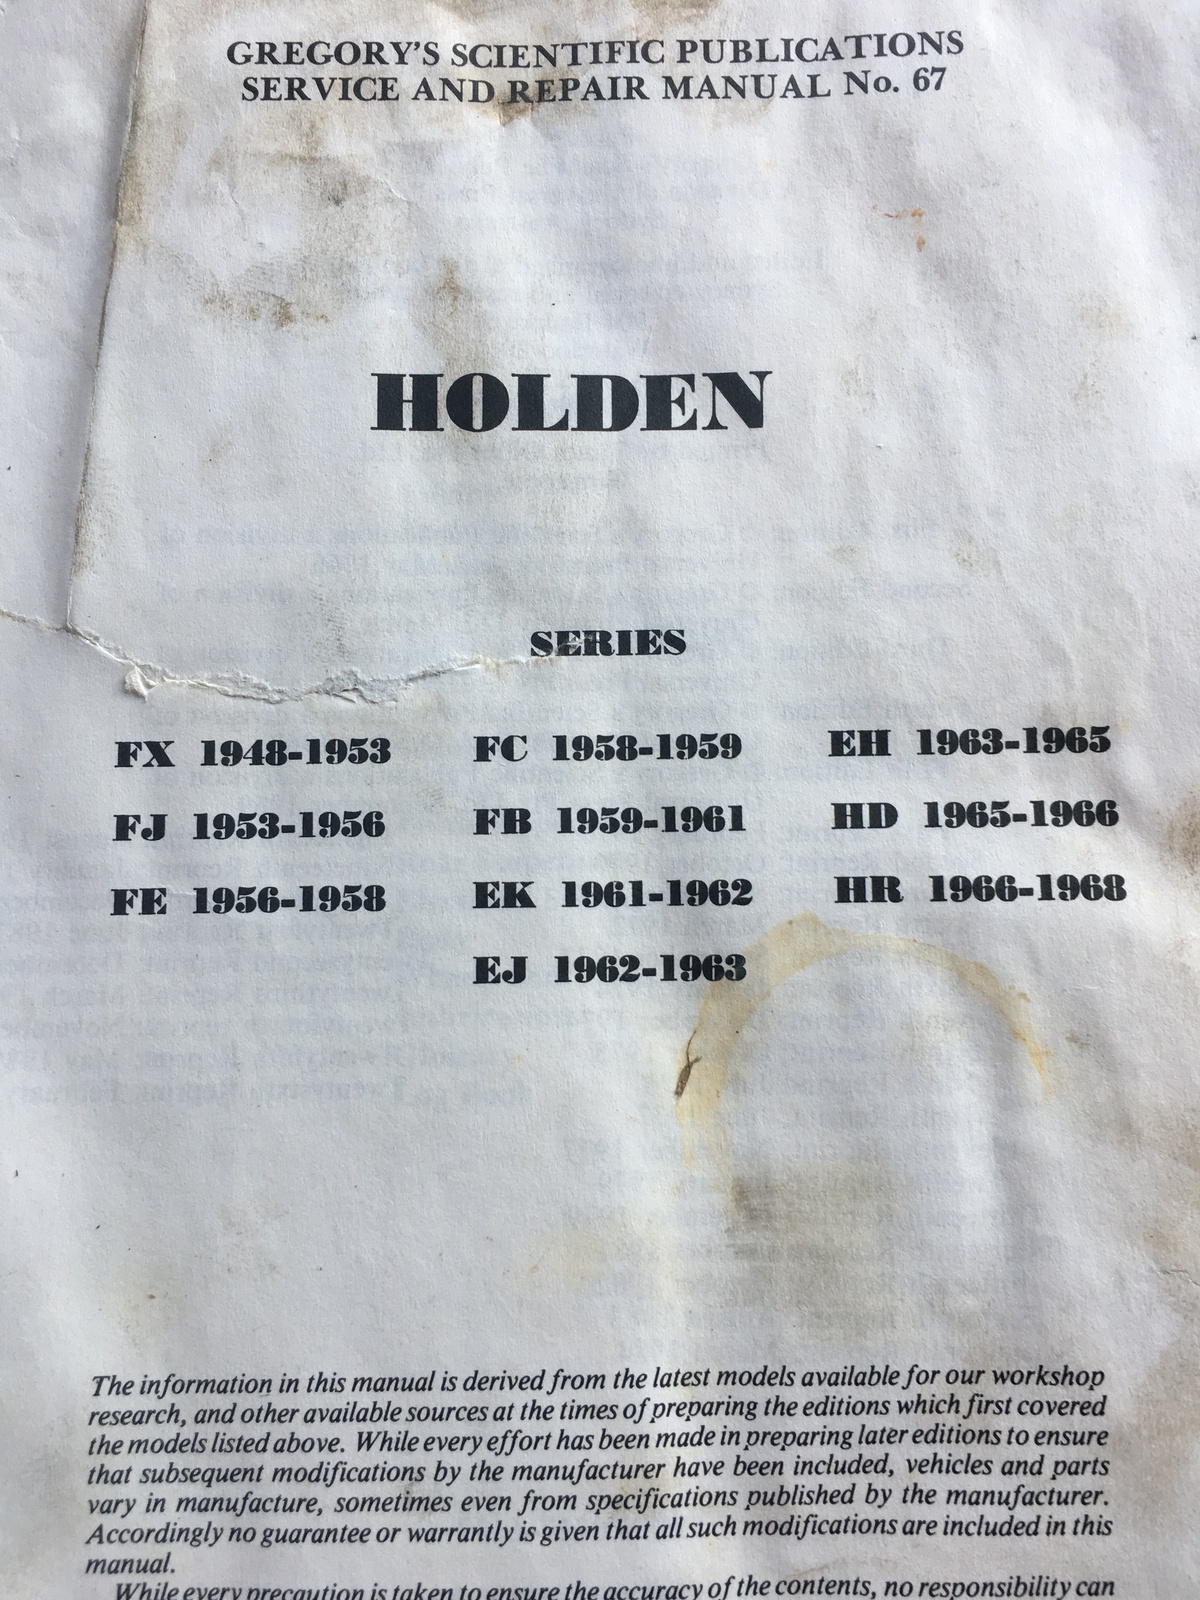 GREGORY'S SCIENTIFIC PUBLICATIONS
SERVICE AND REPAIR MANUAL No. 67
HOLDEN
SERIES
FX 1948-1953
FJ 1953-1956
FE 1956-1958
FC 1958-1959
FB 1959-1961
EK 1961-1962
EJ 1962-1963
EH 1963-1965
HD 1965-1966
HR 1966-1968
The information in this manual is derived from the latest models available for our workshop
research, and other available sources at the times of preparing the editions which first covered
the models listed above. While every effort has been made in preparing later editions to ensure
that subsequent modifications by the manufacturer have been included, vehicles and parts
vary in manufacture, sometimes even from specifications published by the manufacturer.
Accordingly no guarantee or warrantly is given that all such modifications are included in this
manual.
While every precaution is taken to ensure the accuracy of the contents, no responsibility can